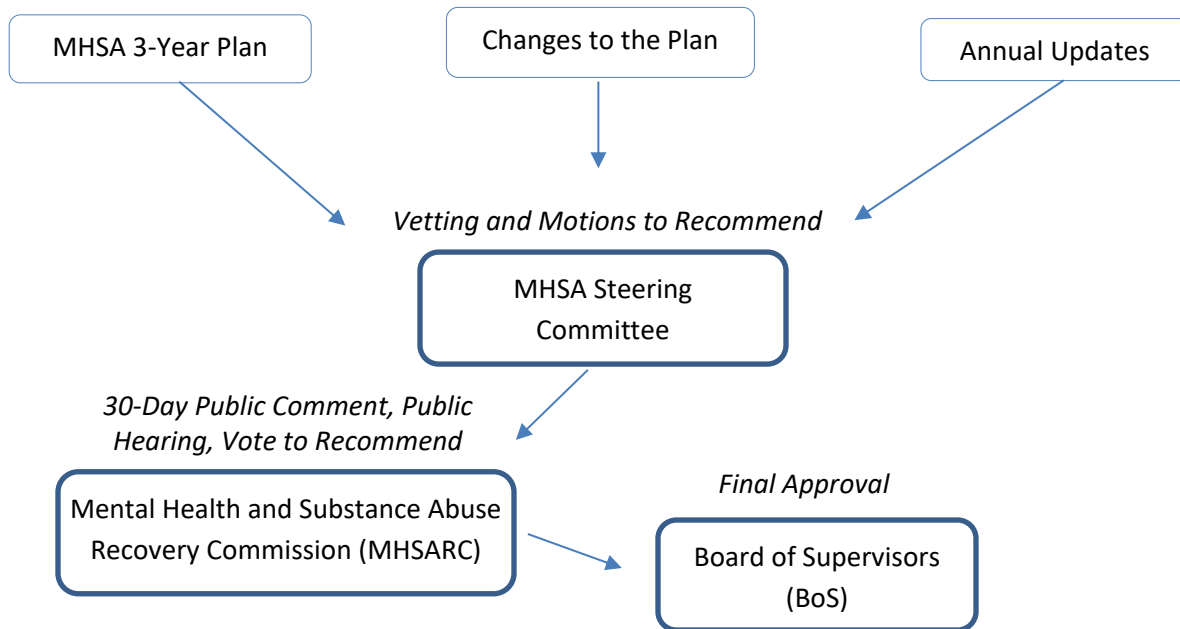 MHSA 3-Year Plan
Changes to the Plan
Annual Updates
Vetting and Motions to Recommend
MHSA Steering
Committee
30-Day Public Comment, Public
Hearing, Vote to Recommend
Mental Health and Substance Abuse
Recovery Commission (MHSARC)
Final Approval
Board of Supervisors
(BoS)